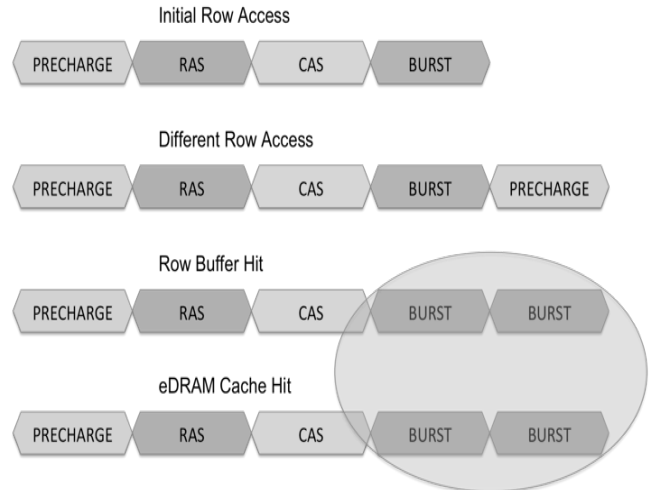 Initial Row Access
PRECHARGE RAS CAS BURST
Different Row Access
PRECHARGE RAS CAS BURST PRECHARGE
Row Buffer Hit
PRECHARGE RAS CAS BURST BURST
eDRAM Cache Hit
PRECHARGE RAS CAS BURST BURST